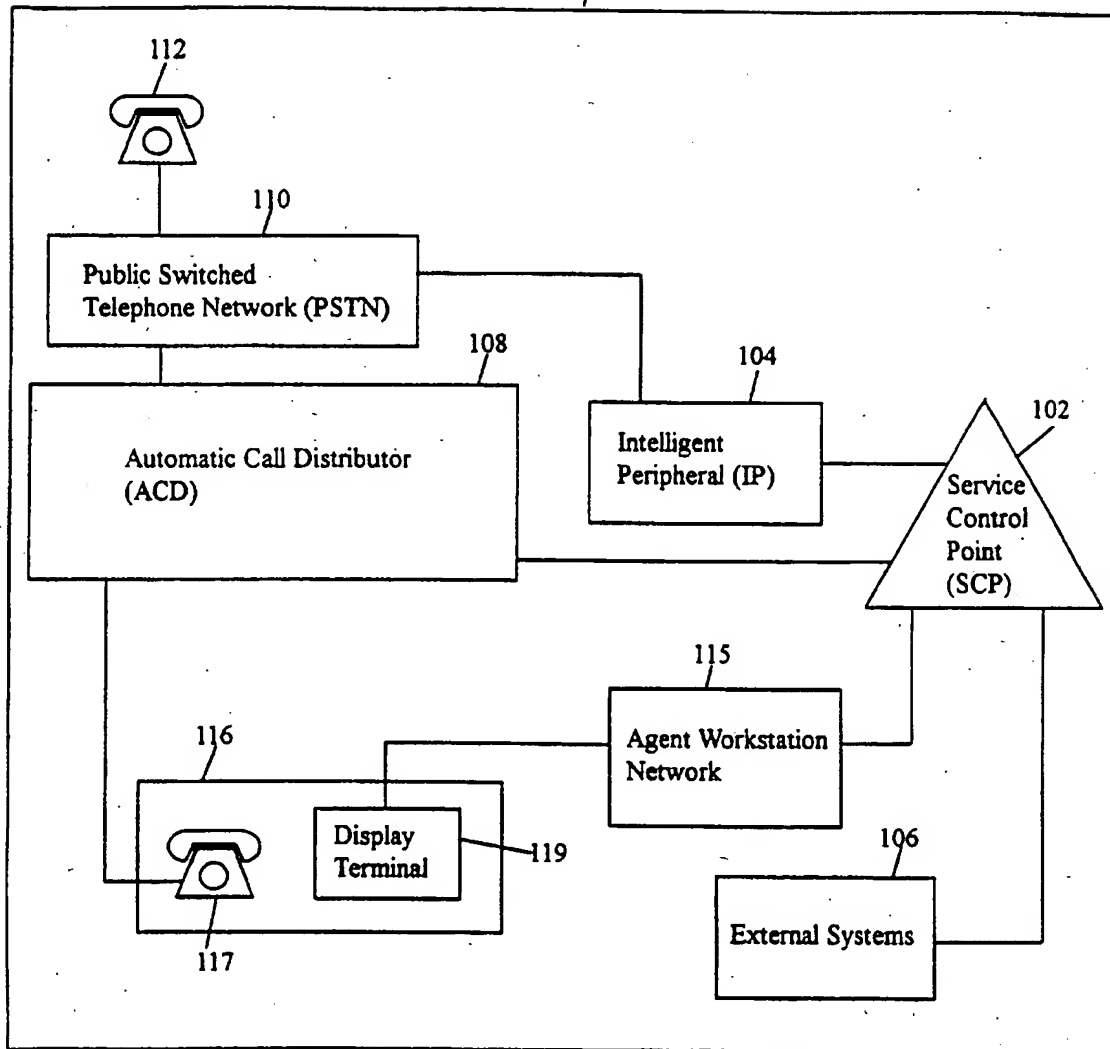 112
110
Public Switched
Telephone Network (PSTN)
108
104
102
Automatic Call Distributor
(ACD)
Intelligent
Peripheral (IP)
Service
Control
Point
(SCP)
115
116
Agent Workstation
Network
Display
Terminal
119
106
117
External Systems